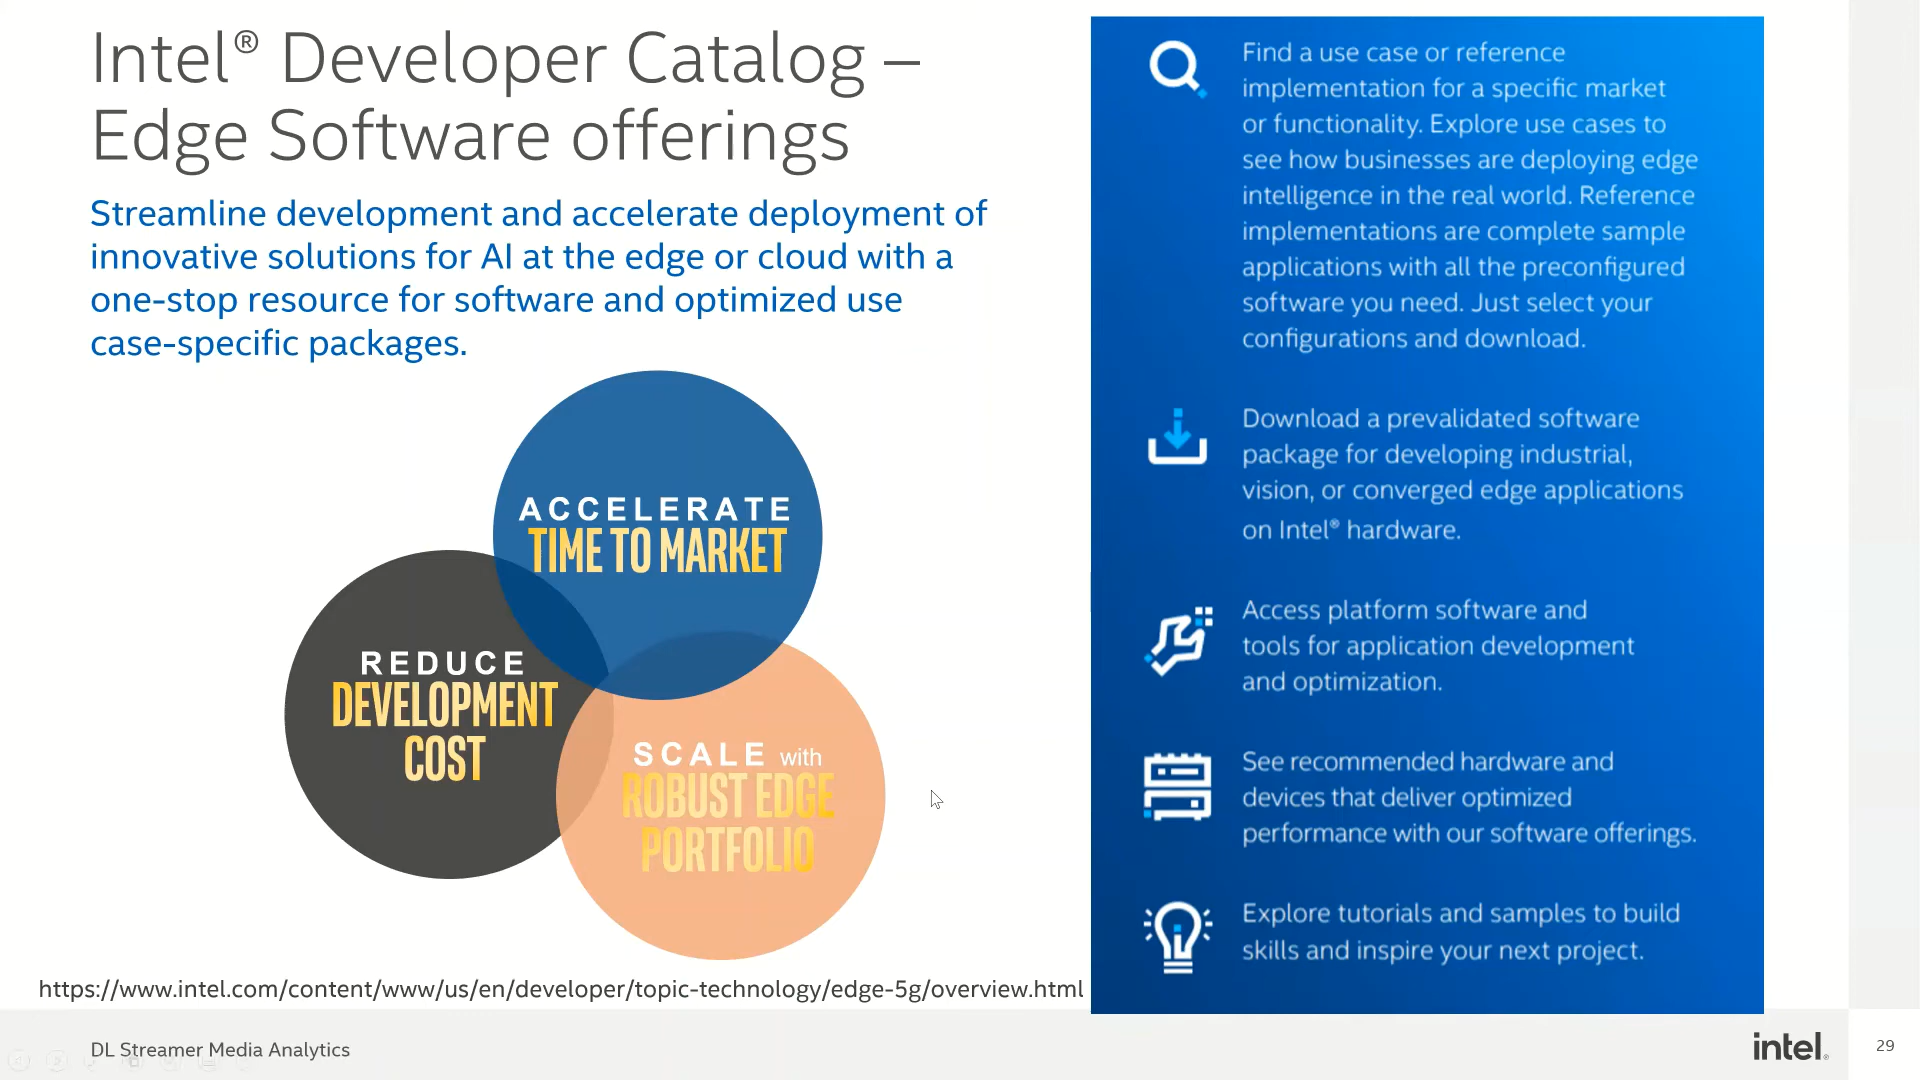 Intel® Developer Catalog –
Edge Software offerings
Streamline development and accelerate deployment of
innovative solutions for AI at the edge or cloud with a
one-stop resource for software and optimized use
case-specific packages.
ACCELERATE
TIME TO MARKET
REDUCE
DEVELOPMENT
COST
SCALE with
ROBUST EDGE
PORTFOLIO
https://www.intel.com/content/www/us/en/developer/topic-technology/edge-5g/overview.html
Find a use case or reference
implementation for a specific market
or functionality. Explore use cases to
see how businesses are deploying edge
intelligence in the real world. Reference
implementations are complete sample
applications with all the preconfigured
software you need. Just select your
configurations and download.
Download a prevalidated software
package for developing industrial,
vision, or converged edge applications
on Intel® hardware.
Access platform software and
tools for application development
and optimization.
See recommended hardware and
devices that deliver optimized
performance with our software offerings.
Explore tutorials and samples to build
skills and inspire your next project.
DL Streamer Media Analytics
intel.
29